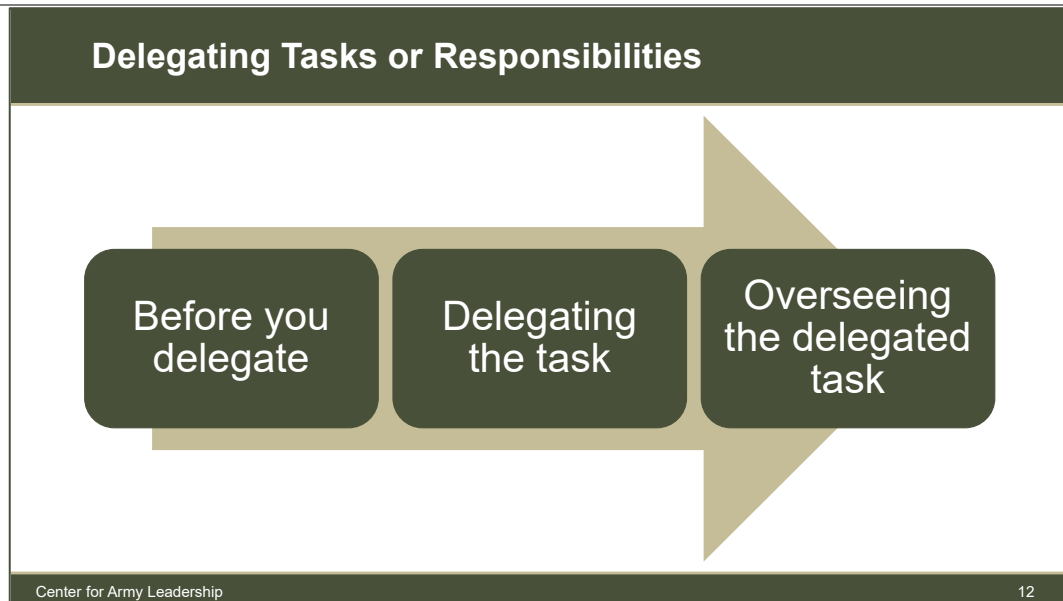 Delegating Tasks or Responsibilities
Before you
delegate
Delegating
the task
Overseeing
the delegated
task
Center for Army Leadership
12